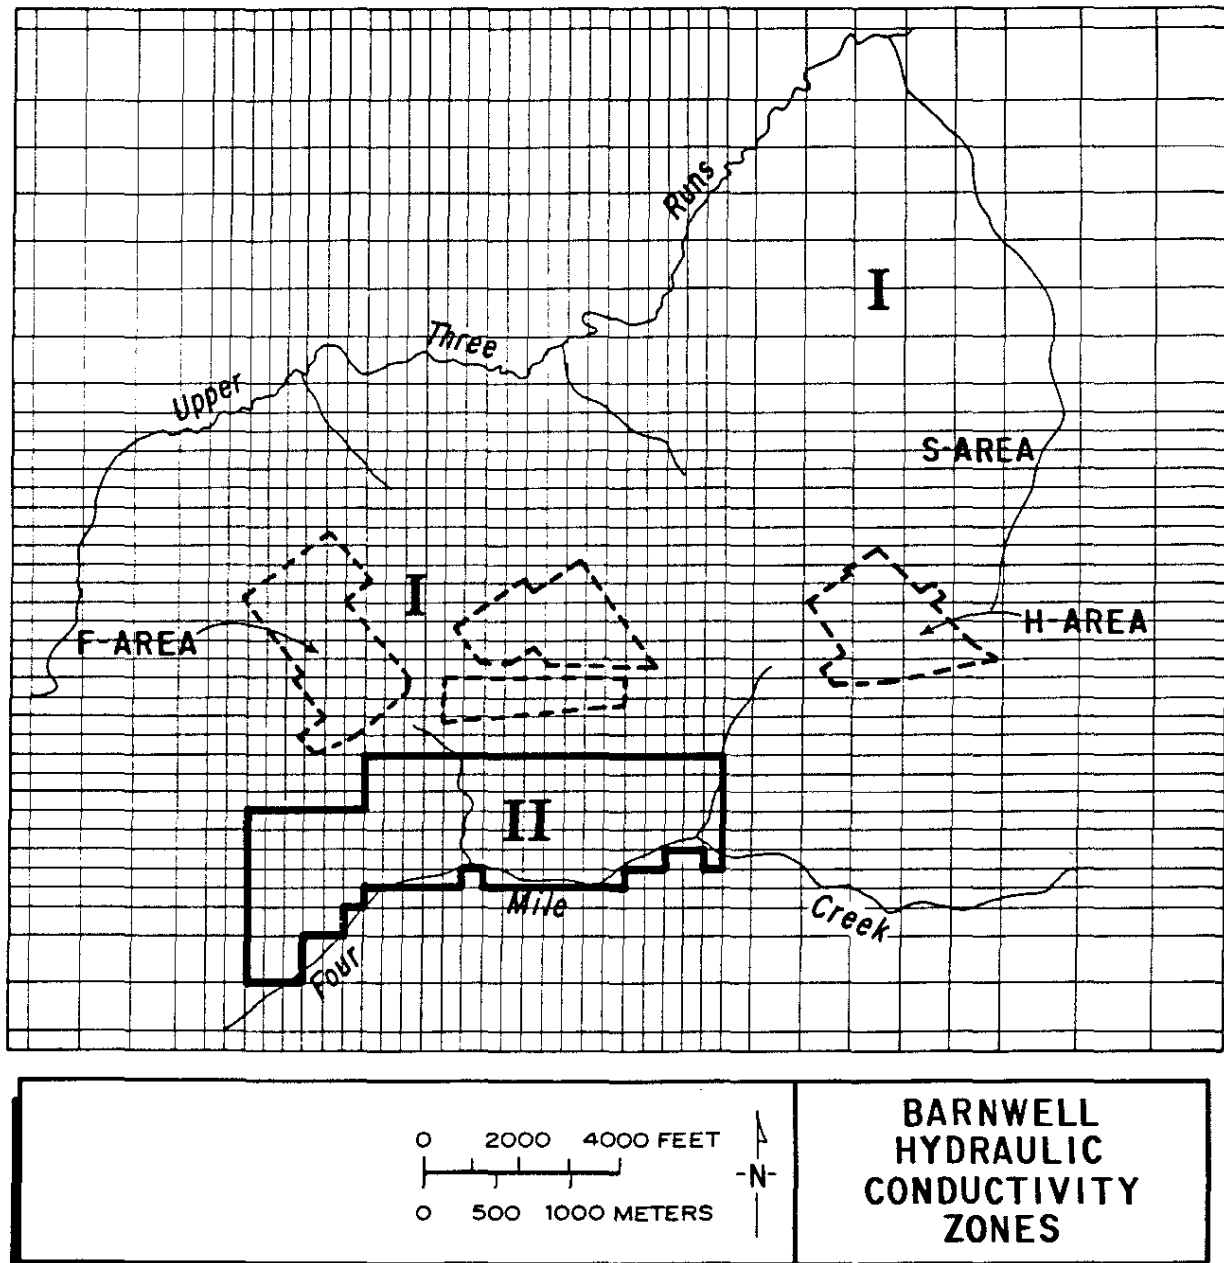 Runs
I
Three
Upper
S-AREA
I
F-AREA
H-AREA
II
Mile
Creek
Four
0 2000 4000 FEET
-N-
0 500 1000 METERS
BARNWELL
HYDRAULIC
CONDUCTIVITY
ZONES